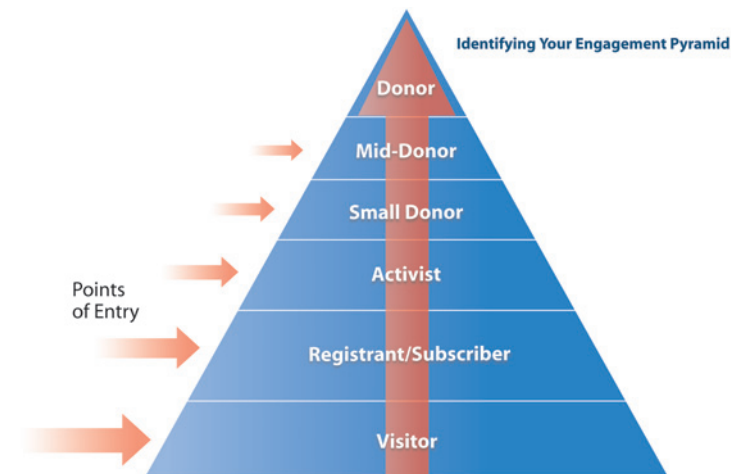 Identifying Your Engagement Pyramid
Donor
Mid-Donor
Small Donor
Activist
Points
of Entry
Registrant/Subscriber
Visitor